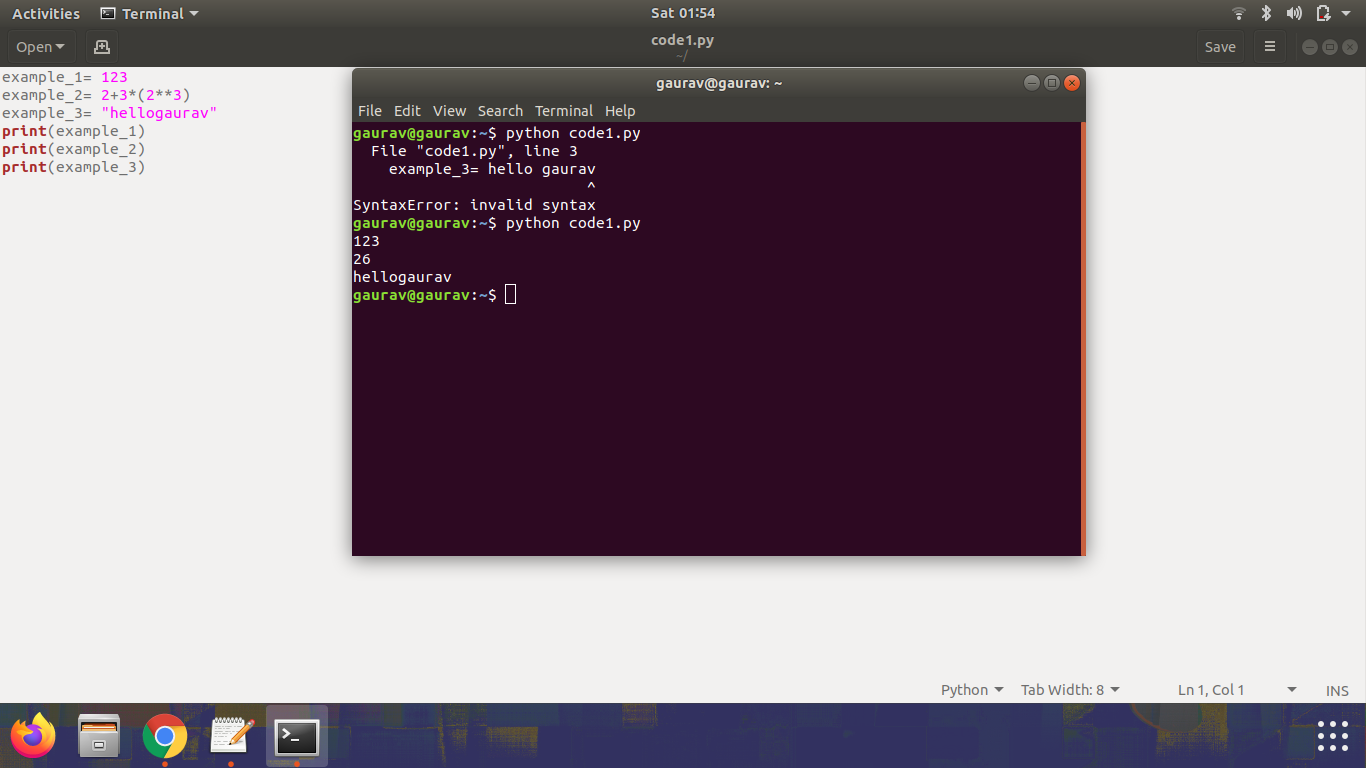 Activities Terminal Sat 01:54
Open code1.py Save
~/
example_1= 123
example_2= 2+3*(2**3)
example_3= "hellogaurav"
print(example_1)
print(example_2)
print(example_3)
gaurav@gaurav: ~
File Edit View Search Terminal Help
gaurav@gaurav:~$ python code1.py
  File "code1.py", line 3
    example_3= hello gaurav
                          ^
SyntaxError: invalid syntax
gaurav@gaurav:~$ python code1.py
123
26
hellogaurav
gaurav@gaurav:~$
Python Tab Width: 8 Ln 1, Col 1 INS